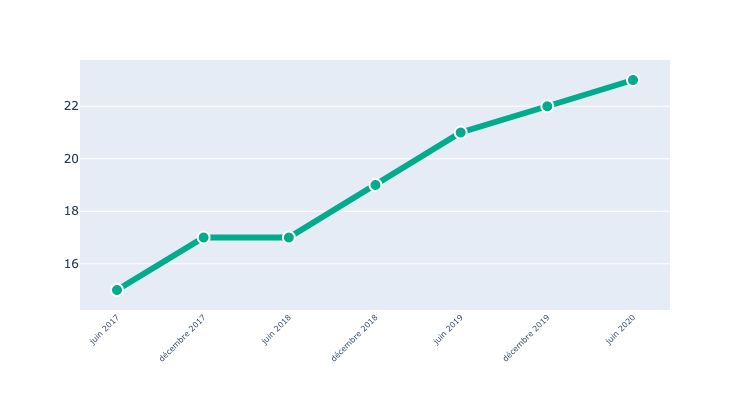 22
20
18
16
juin 2017
décembre 2017
juin 2018
décembre 2018
juin 2019
décembre 2019
juin 2020